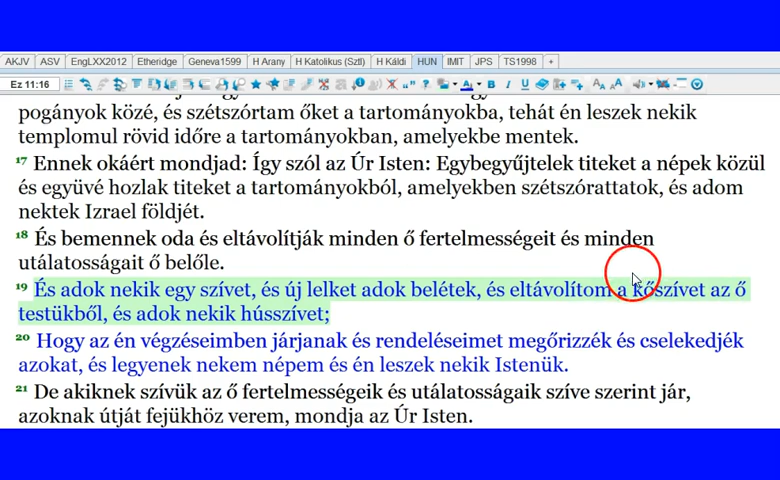 AKJV ASV EngLXX2012 Etheridge Geneva1599 H Arany H Katolikus (SztI) H Káldi HUN IMIT JPS TS1998 +
Ez 11:16
pogányok közé, és szétszórtam őket a tartományokba, tehát én leszek nekik
templomul rövid időre a tartományokban, amelyekbe mentek.
17 Ennek okáért mondjad: Így szól az Úr Isten: Egybegyűjtelek titeket a népek közül
és együvé hozlak titeket a tartományokból, amelyekben szétszórattatok, és adom
nektek Izrael földjét.
18 És bemennek oda és eltávolítják minden ő fertelmességeit és minden
utálatosságait ő belőle.
19 És adok nekik egy szívet, és új lelket adok belétek, és eltávolítom a kőszívet az ő
testükből, és adok nekik hússzívet;
20 Hogy az én végzéseimben járjanak és rendeléseimet megőrizzék és cselekedjék
azokat, és legyenek nekem népem és én leszek nekik Istenük.
21 De akiknek szívük az ő fertelmességeik és utálatosságaik szíve szerint jár,
azoknak útját fejükhöz verem, mondja az Úr Isten.